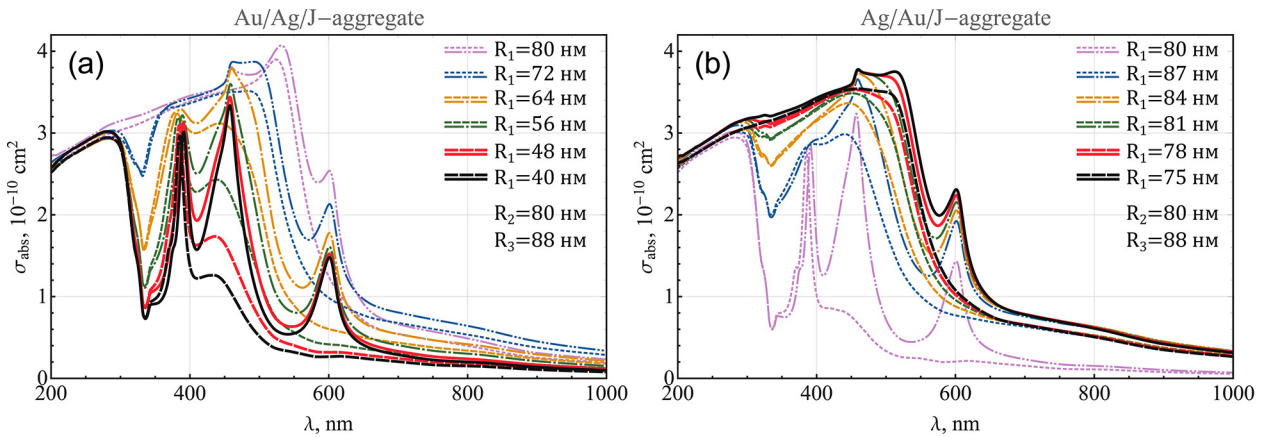 Au/Ag/J−aggregate
(a)
R₁=80 нм
R₁=72 нм
R₁=64 нм
R₁=56 нм
R₁=48 нм
R₁=40 нм
R₂=80 нм
R₃=88 нм
σabs, 10⁻¹⁰ cm²
4
3
2
1
0
200
400
600
800
1000
λ, nm
Ag/Au/J−aggregate
(b)
R₁=80 нм
R₁=87 нм
R₁=84 нм
R₁=81 нм
R₁=78 нм
R₁=75 нм
R₂=80 нм
R₃=88 нм
σabs, 10⁻¹⁰ cm²
4
3
2
1
0
200
400
600
800
1000
λ, nm